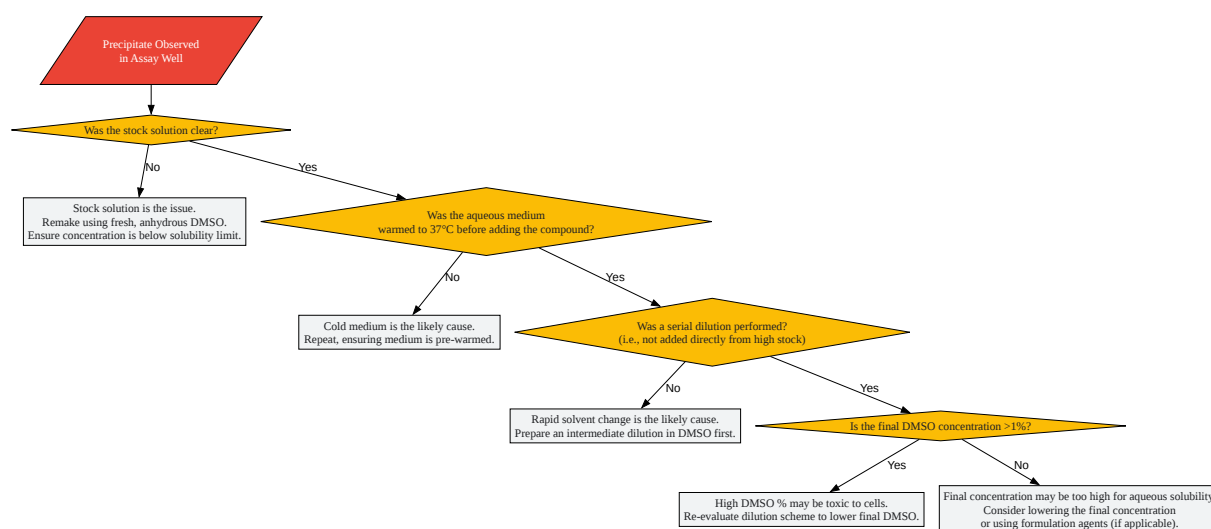 Precipitate Observed
in Assay Well
Was the stock solution clear?
No
Yes
Stock solution is the issue.
Remake using fresh, anhydrous DMSO.
Ensure concentration is below solubility limit.
Was the aqueous medium
warmed to 37°C before adding the compound?
No
Yes
Cold medium is the likely cause.
Repeat, ensuring medium is pre-warmed.
Was a serial dilution performed?
(i.e., not added directly from high stock)
No
Yes
Rapid solvent change is the likely cause.
Prepare an intermediate dilution in DMSO first.
Is the final DMSO concentration >1%?
Yes
No
High DMSO % may be toxic to cells.
Re-evaluate dilution scheme to lower final DMSO.
Final concentration may be too high for aqueous solubility.
Consider lowering the final concentration
or using formulation agents (if applicable).